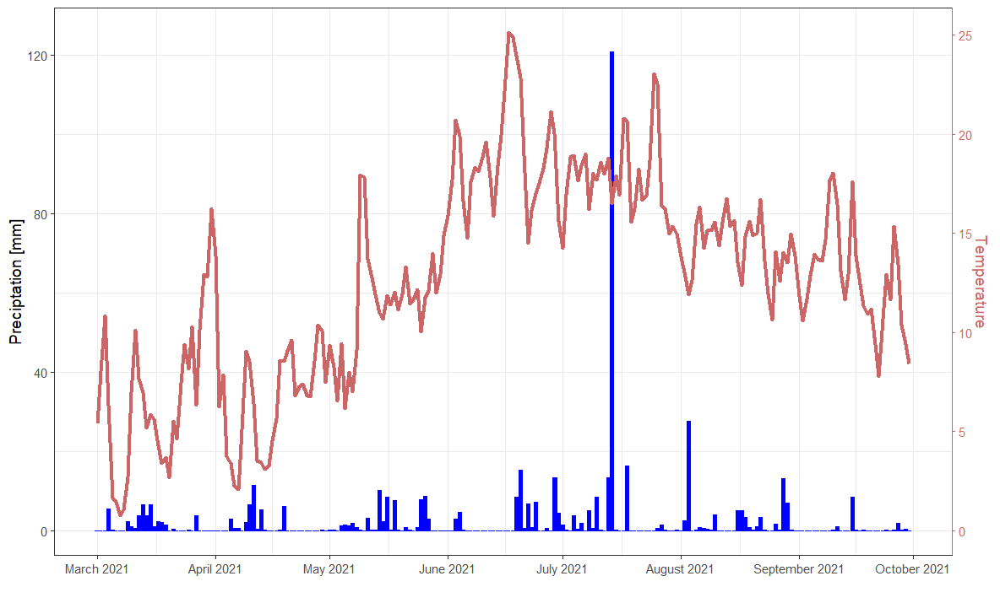 120
80
40
0
Preciptation [mm]
25
20
15
10
5
0
Temperature
March 2021
April 2021
May 2021
June 2021
July 2021
August 2021
September 2021
October 2021